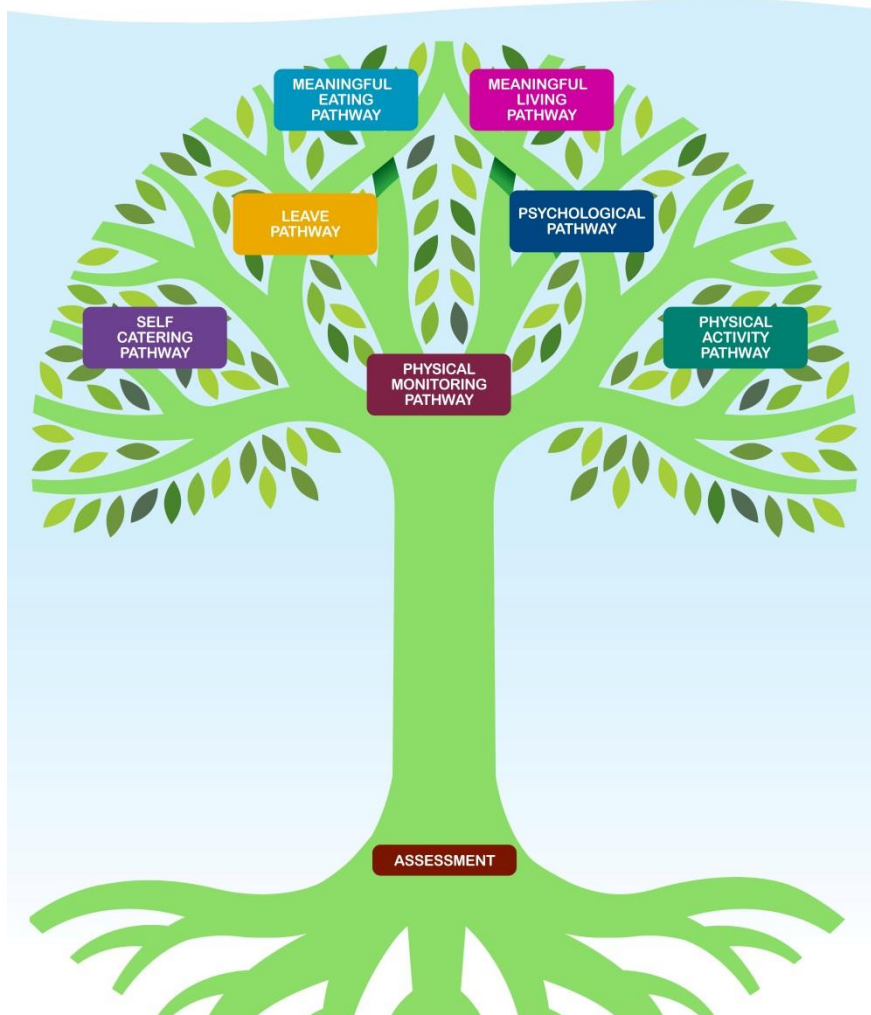 MEANINGFUL
EATING
PATHWAY
MEANINGFUL
LIVING
PATHWAY
LEAVE
PATHWAY
PSYCHOLOGICAL
PATHWAY
SELF
CATERING
PATHWAY
PHYSICAL
ACTIVITY
PATHWAY
PHYSICAL
MONITORING
PATHWAY
ASSESSMENT